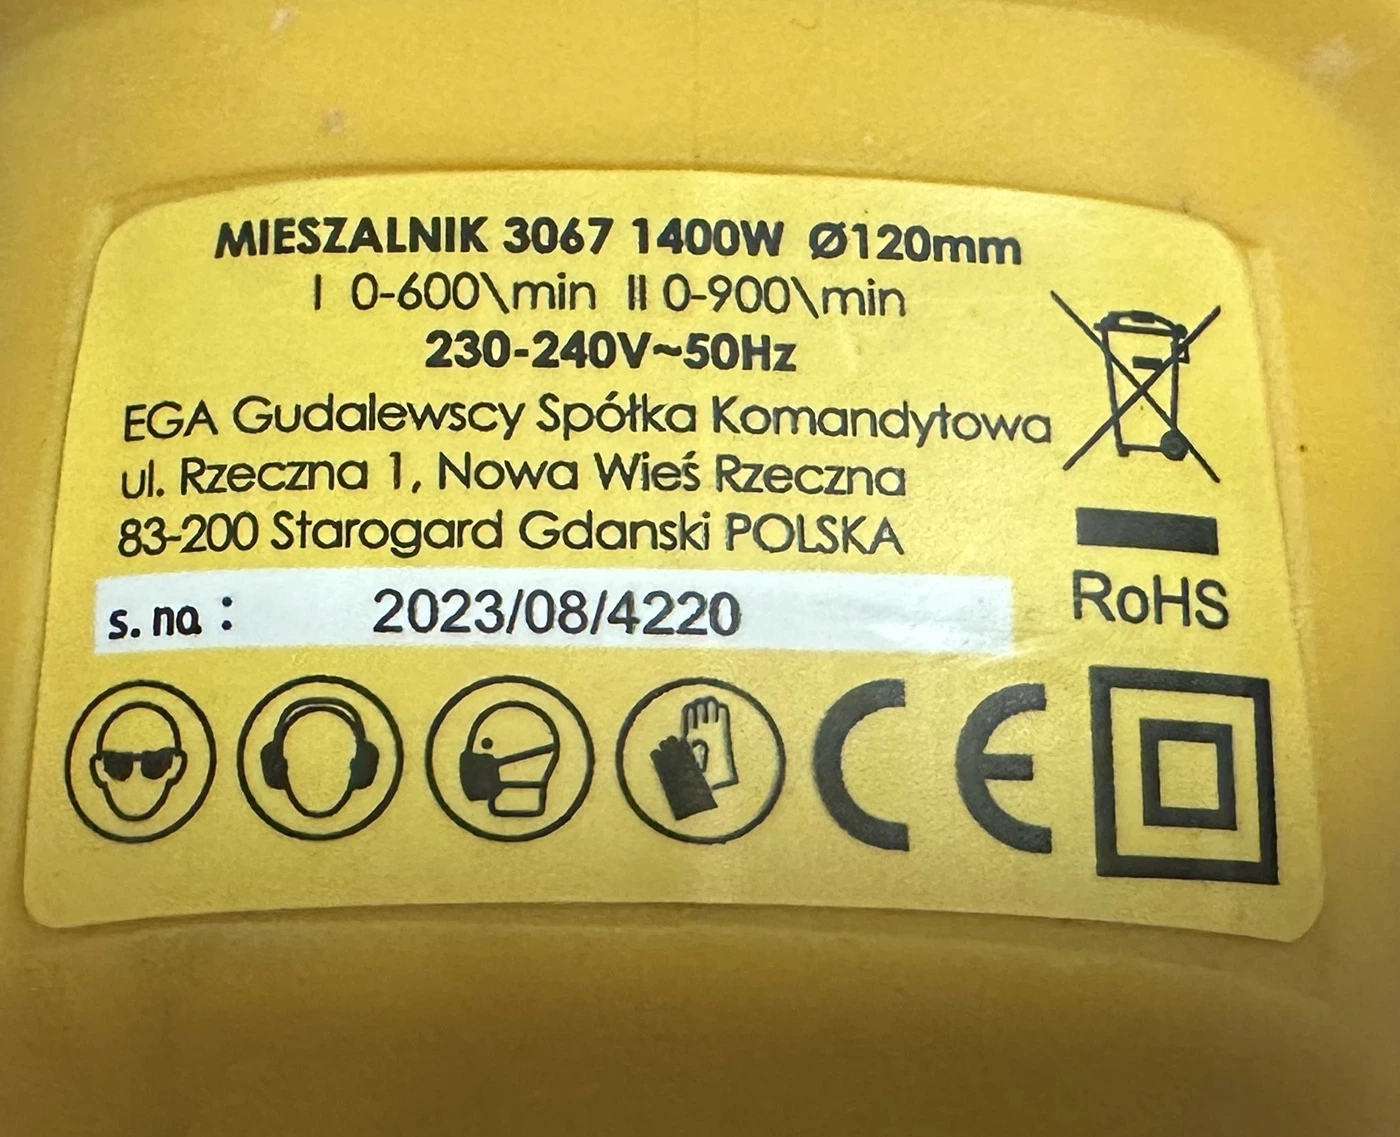 MIESZALNIK 3067 1400W Ø120mm
I 0-600\min II 0-900\min
230-240V~50Hz
EGA Gudalewscy Spółka Komandytowa
ul. Rzeczna 1, Nowa Wieś Rzeczna
83-200 Starogard Gdanski POLSKA
s. na : 2023/08/4220
RoHS
CE